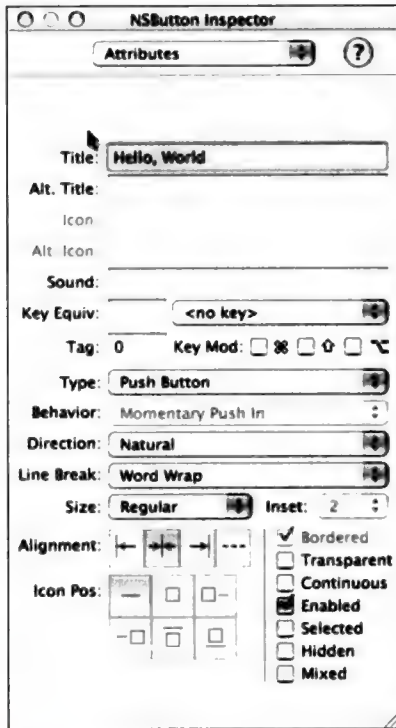 NSButton Inspector
Attributes ?
Title: Hello, World
Alt. Title:
Icon
Alt Icon
Sound:
Key Equiv: <no key>
Tag: 0 Key Mod: ⌘ ⇧ ⌥
Type: Push Button
Behavior: Momentary Push In
Direction: Natural
Line Break: Word Wrap
Size: Regular Inset: 2
Alignment:
Bordered
Transparent
Continuous
Icon Pos:
Enabled
Selected
Hidden
Mixed